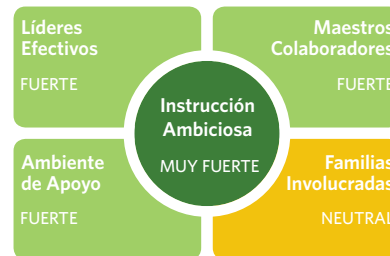 Líderes
Efectivos
FUERTE
Maestros
Colaboradores
FUERTE
Instrucción
Ambiciosa
MUY FUERTE
Ambiente
de Apoyo
FUERTE
Familias
Involucradas
NEUTRAL